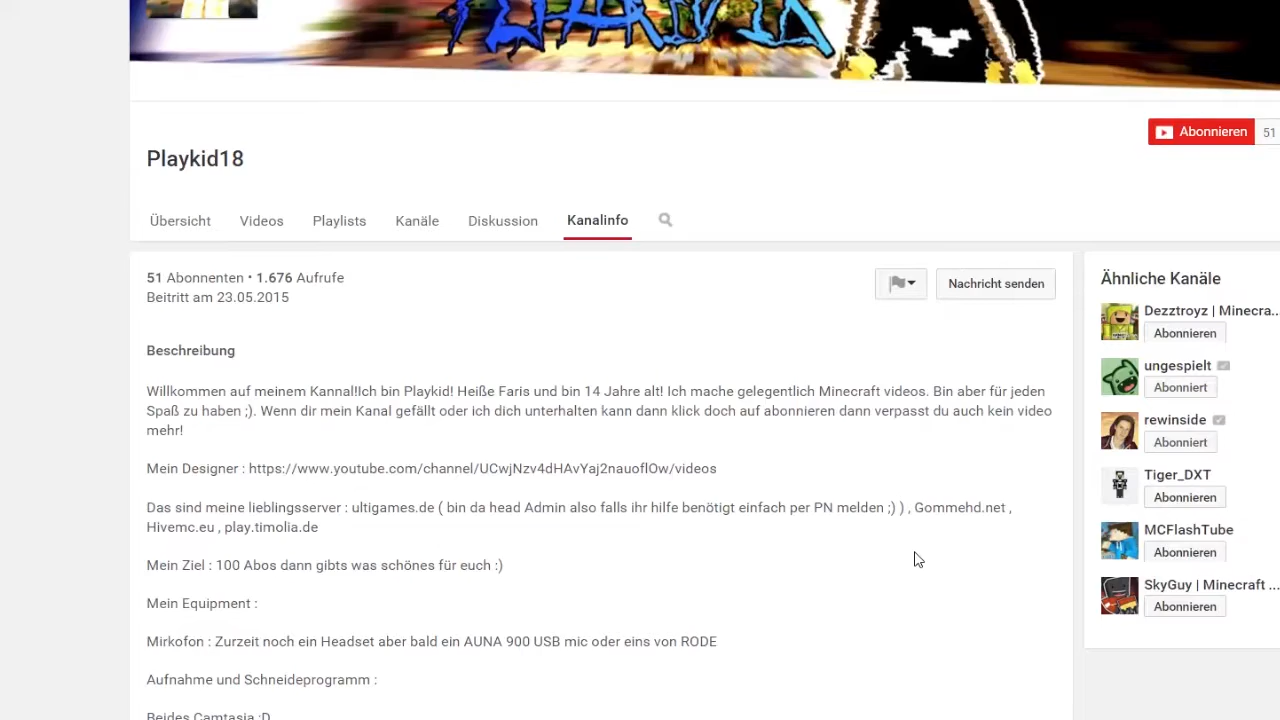 Playkid18
Abonnieren 51
Übersicht Videos Playlists Kanäle Diskussion Kanalinfo
51 Abonnenten • 1.676 Aufrufe
Beitritt am 23.05.2015
Nachricht senden
Beschreibung
Willkommen auf meinem Kannal!Ich bin Playkid! Heiße Faris und bin 14 Jahre alt! Ich mache gelegentlich Minecraft videos. Bin aber für jeden
Spaß zu haben ;). Wenn dir mein Kanal gefällt oder ich dich unterhalten kann dann klick doch auf abonnieren dann verpasst du auch kein video
mehr!
Mein Designer : https://www.youtube.com/channel/UCwjNzv4dHAvYaj2nauoflOw/videos
Das sind meine lieblingsserver : ultigames.de ( bin da head Admin also falls ihr hilfe benötigt einfach per PN melden ;) ) , Gommehd.net ,
Hivemc.eu , play.timolia.de
Mein Ziel : 100 Abos dann gibts was schönes für euch :)
Mein Equipment :
Mirkofon : Zurzeit noch ein Headset aber bald ein AUNA 900 USB mic oder eins von RODE
Aufnahme und Schneideprogramm :
Beides Camtasia :D
Ähnliche Kanäle
Dezztroyz | Minecra...
Abonnieren
ungespielt
Abonniert
rewinside
Abonniert
Tiger_DXT
Abonnieren
MCFlashTube
Abonnieren
SkyGuy | Minecraft ...
Abonnieren